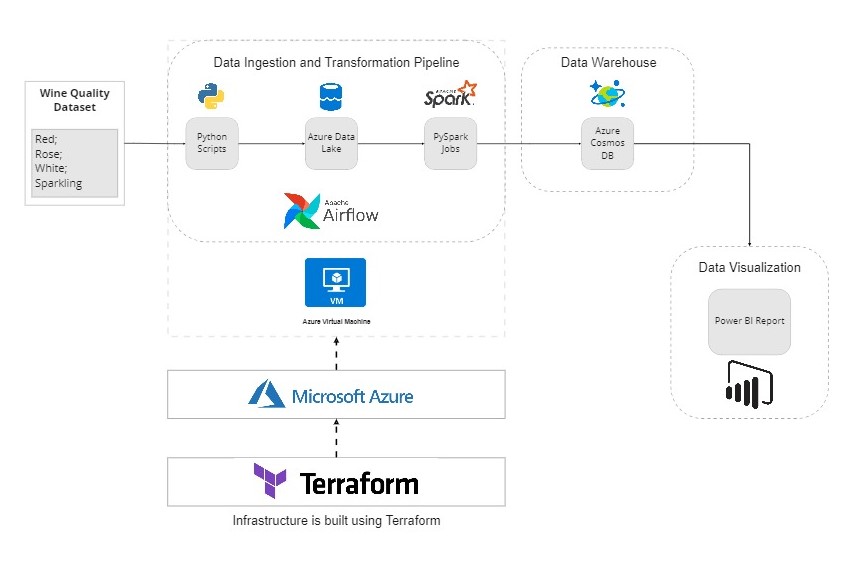 Data Ingestion and Transformation Pipeline
Data Warehouse
Wine Quality
Dataset
Red;
Rose;
White;
Sparkling
Python
Scripts
Azure Data
Lake
APACHE
Spark
PySpark
Jobs
Azure
Cosmos
DB
Apache
Airflow
VM
Azure Virtual Machine
Data Visualization
Power BI Report
Microsoft Azure
Terraform
Infrastructure is built using Terraform